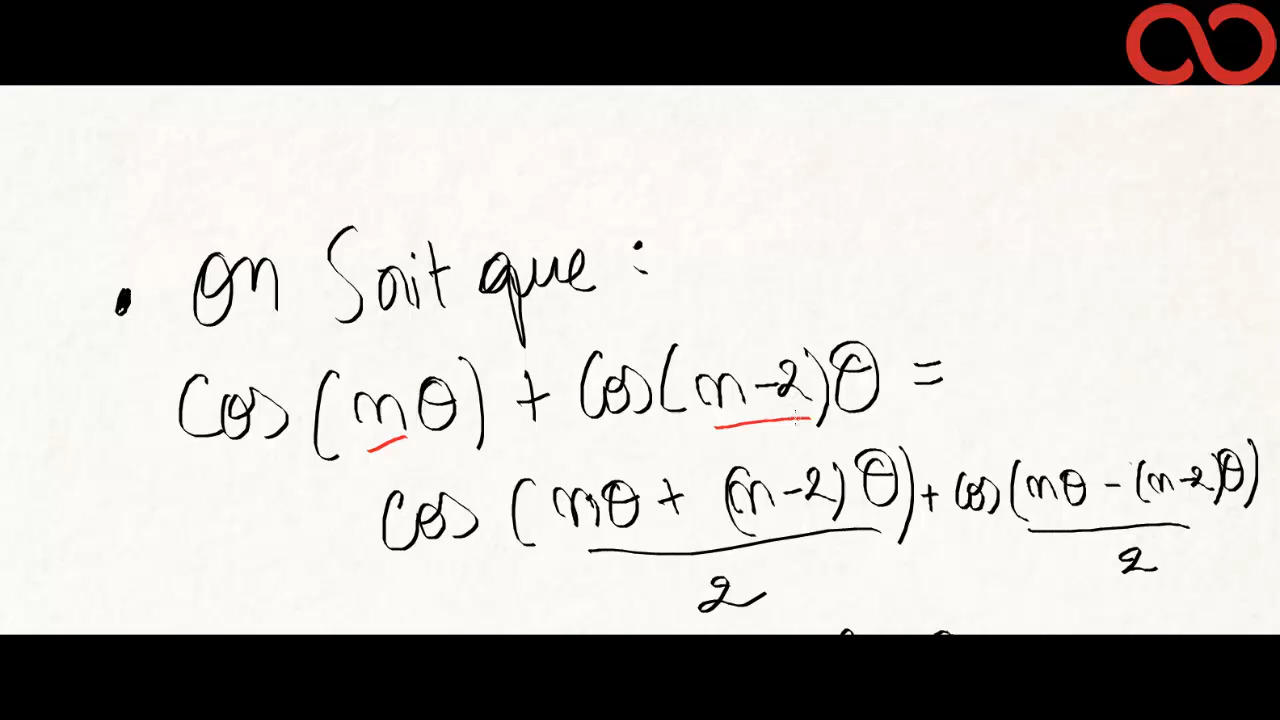 • On sait que :
cos(nθ) + cos(n-2)θ =
cos (nθ + (n-2)θ)/2 + cos (nθ - (n-2)θ)/2